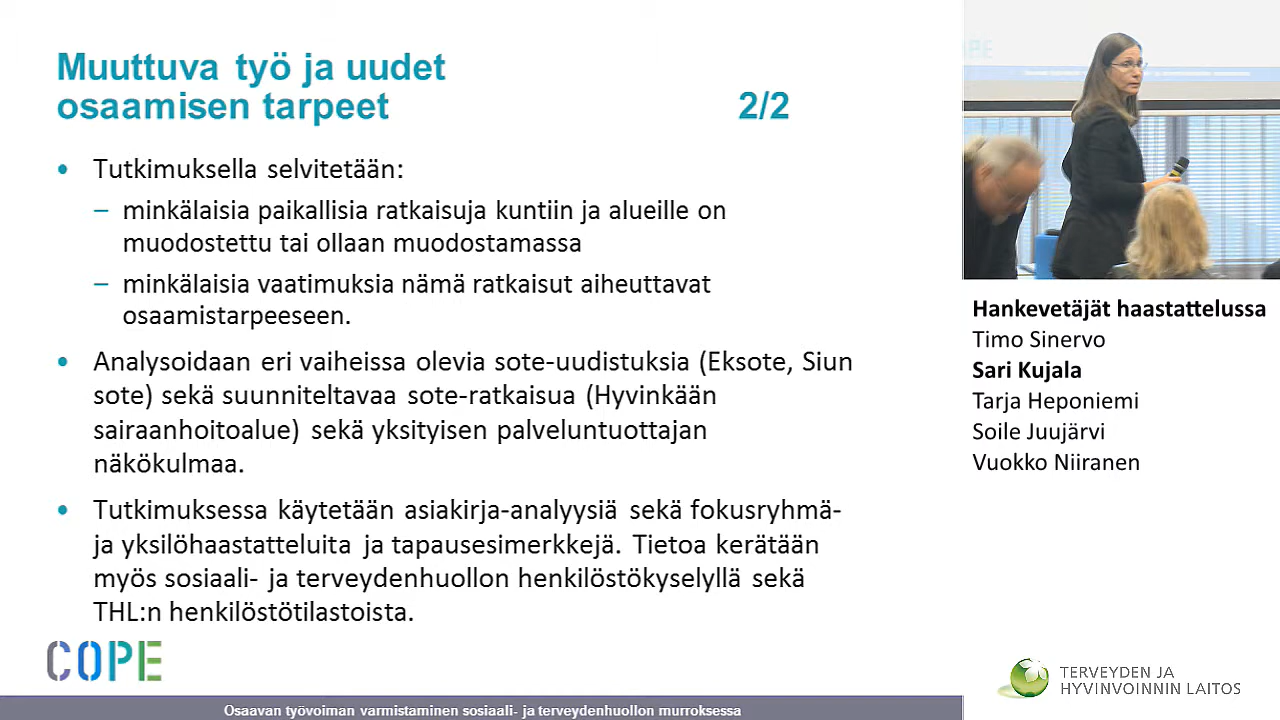 Muuttuva työ ja uudet
osaamisen tarpeet 2/2
• Tutkimuksella selvitetään:
– minkälaisia paikallisia ratkaisuja kuntiin ja alueille on
muodostettu tai ollaan muodostamassa
– minkälaisia vaatimuksia nämä ratkaisut aiheuttavat
osaamistarpeeseen.
• Analysoidaan eri vaiheissa olevia sote-uudistuksia (Eksote, Siun
sote) sekä suunniteltavaa sote-ratkaisua (Hyvinkään
sairaanhoitoalue) sekä yksityisen palveluntuottajan
näkökulmaa.
• Tutkimuksessa käytetään asiakirja-analyysiä sekä fokusryhmä-
ja yksilöhaastatteluita ja tapausesimerkkejä. Tietoa kerätään
myös sosiaali- ja terveydenhuollon henkilöstökyselyllä sekä
THL:n henkilöstötilastoista.
COPE
Osaavan työvoiman varmistaminen sosiaali- ja terveydenhuollon murroksessa
Hankevetäjät haastattelussa
Timo Sinervo
Sari Kujala
Tarja Heponiemi
Soile Juujärvi
Vuokko Niiranen
TERVEYDEN JA
HYVINVOINNIN LAITOS